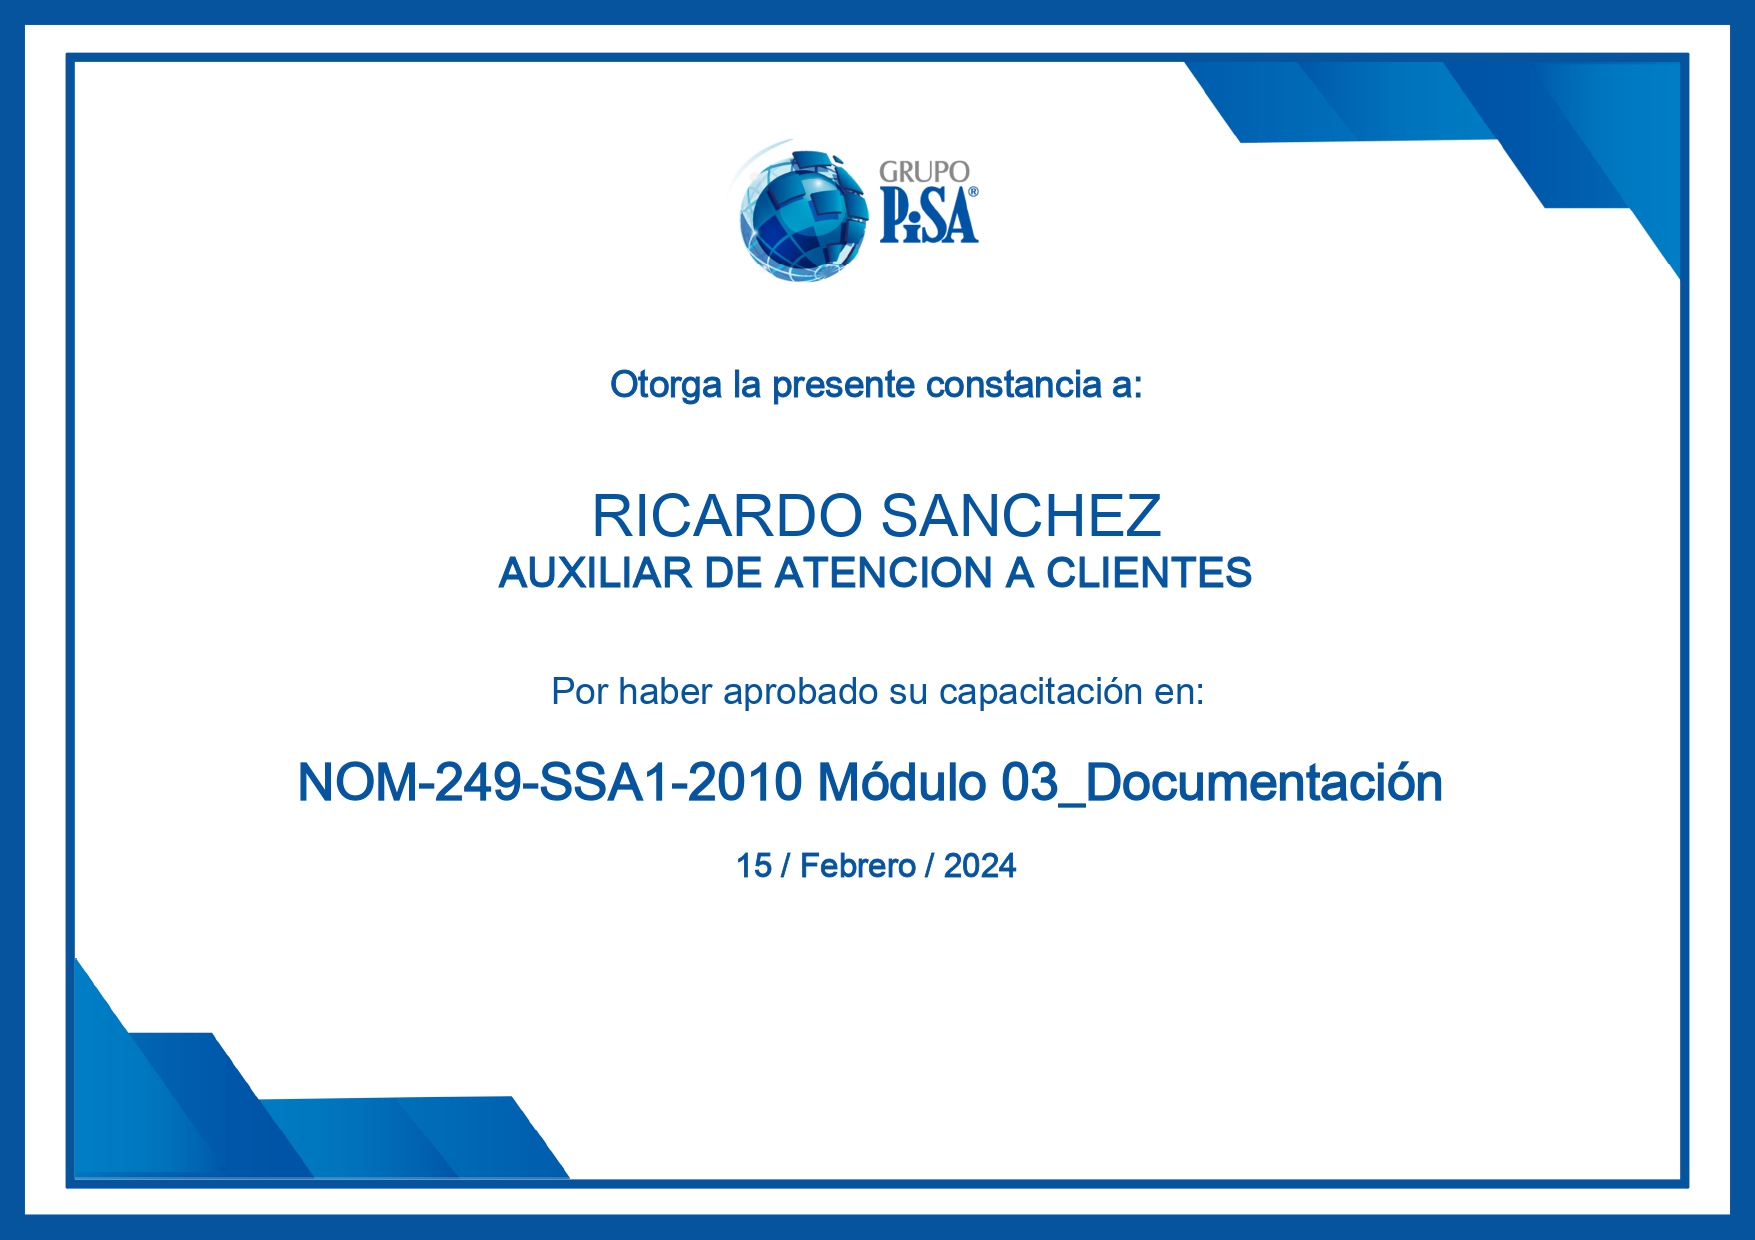 GRUPO
PiSA®
Otorga la presente constancia a:
RICARDO SANCHEZ
AUXILIAR DE ATENCION A CLIENTES
Por haber aprobado su capacitación en:
NOM-249-SSA1-2010 Módulo 03_Documentación
15 / Febrero / 2024